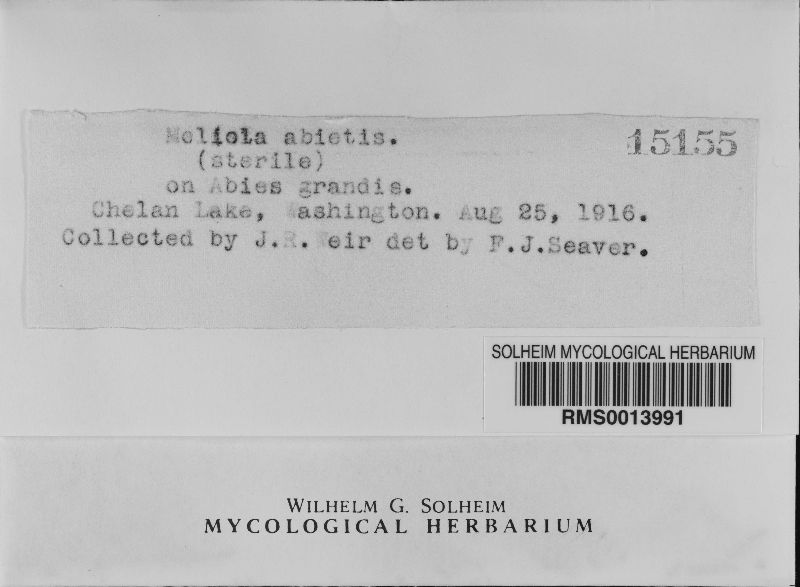 Meliola abietis.
15155
(sterile)
on Abies grandis.
Chelan Lake, Washington. Aug 25, 1916.
Collected by J.R. Weir det by F.J.Seaver.
SOLHEIM MYCOLOGICAL HERBARIUM
RMS0013991
WILHELM G. SOLHEIM
MYCOLOGICAL HERBARIUM